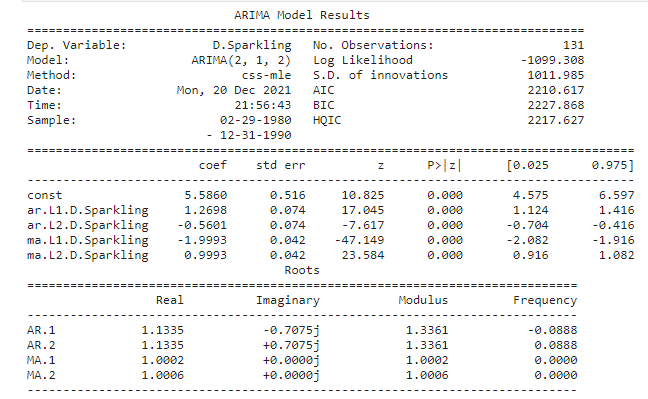 ARIMA Model Results
==============================================================================
Dep. Variable: D.Sparkling No. Observations: 131
Model: ARIMA(2, 1, 2) Log Likelihood -1099.308
Method: css-mle S.D. of innovations 1011.985
Date: Mon, 20 Dec 2021 AIC 2210.617
Time: 21:56:43 BIC 2227.868
Sample: 02-29-1980 HQIC 2217.627
- 12-31-1990
=====================================================================================
coef std err z P>|z| [0.025 0.975]
-------------------------------------------------------------------------------------
const 5.5860 0.516 10.825 0.000 4.575 6.597
ar.L1.D.Sparkling 1.2698 0.074 17.045 0.000 1.124 1.416
ar.L2.D.Sparkling -0.5601 0.074 -7.617 0.000 -0.704 -0.416
ma.L1.D.Sparkling -1.9993 0.042 -47.149 0.000 -2.082 -1.916
ma.L2.D.Sparkling 0.9993 0.042 23.584 0.000 0.916 1.082
Roots
=============================================================================
Real Imaginary Modulus Frequency
-----------------------------------------------------------------------------
AR.1 1.1335 -0.7075j 1.3361 -0.0888
AR.2 1.1335 +0.7075j 1.3361 0.0888
MA.1 1.0002 +0.0000j 1.0002 0.0000
MA.2 1.0006 +0.0000j 1.0006 0.0000
-----------------------------------------------------------------------------